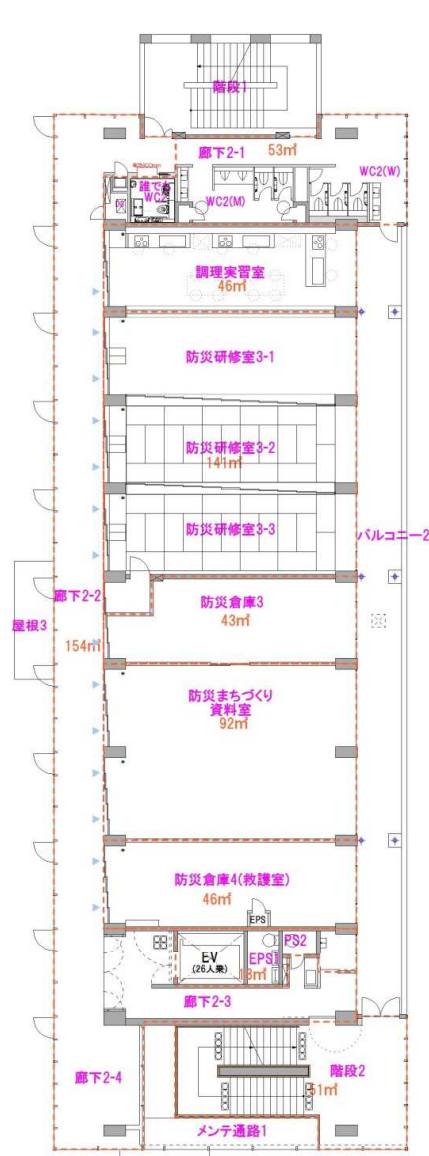 階段1
廊下2-1
53㎡
WC2(W)
誰でも
WC2
WC2(M)
調理実習室
46㎡
防災研修室3-1
防災研修室3-2
141㎡
防災研修室3-3
バルコニー2
廊下2-2
屋根3
154㎡
防災倉庫3
43㎡
防災まちづくり
資料室
92㎡
防災倉庫4(救護室)
46㎡
EPS
EV
(26人乗)
EPS1
PS2
13㎡
廊下2-3
廊下2-4
階段2
51㎡
メンテ通路1